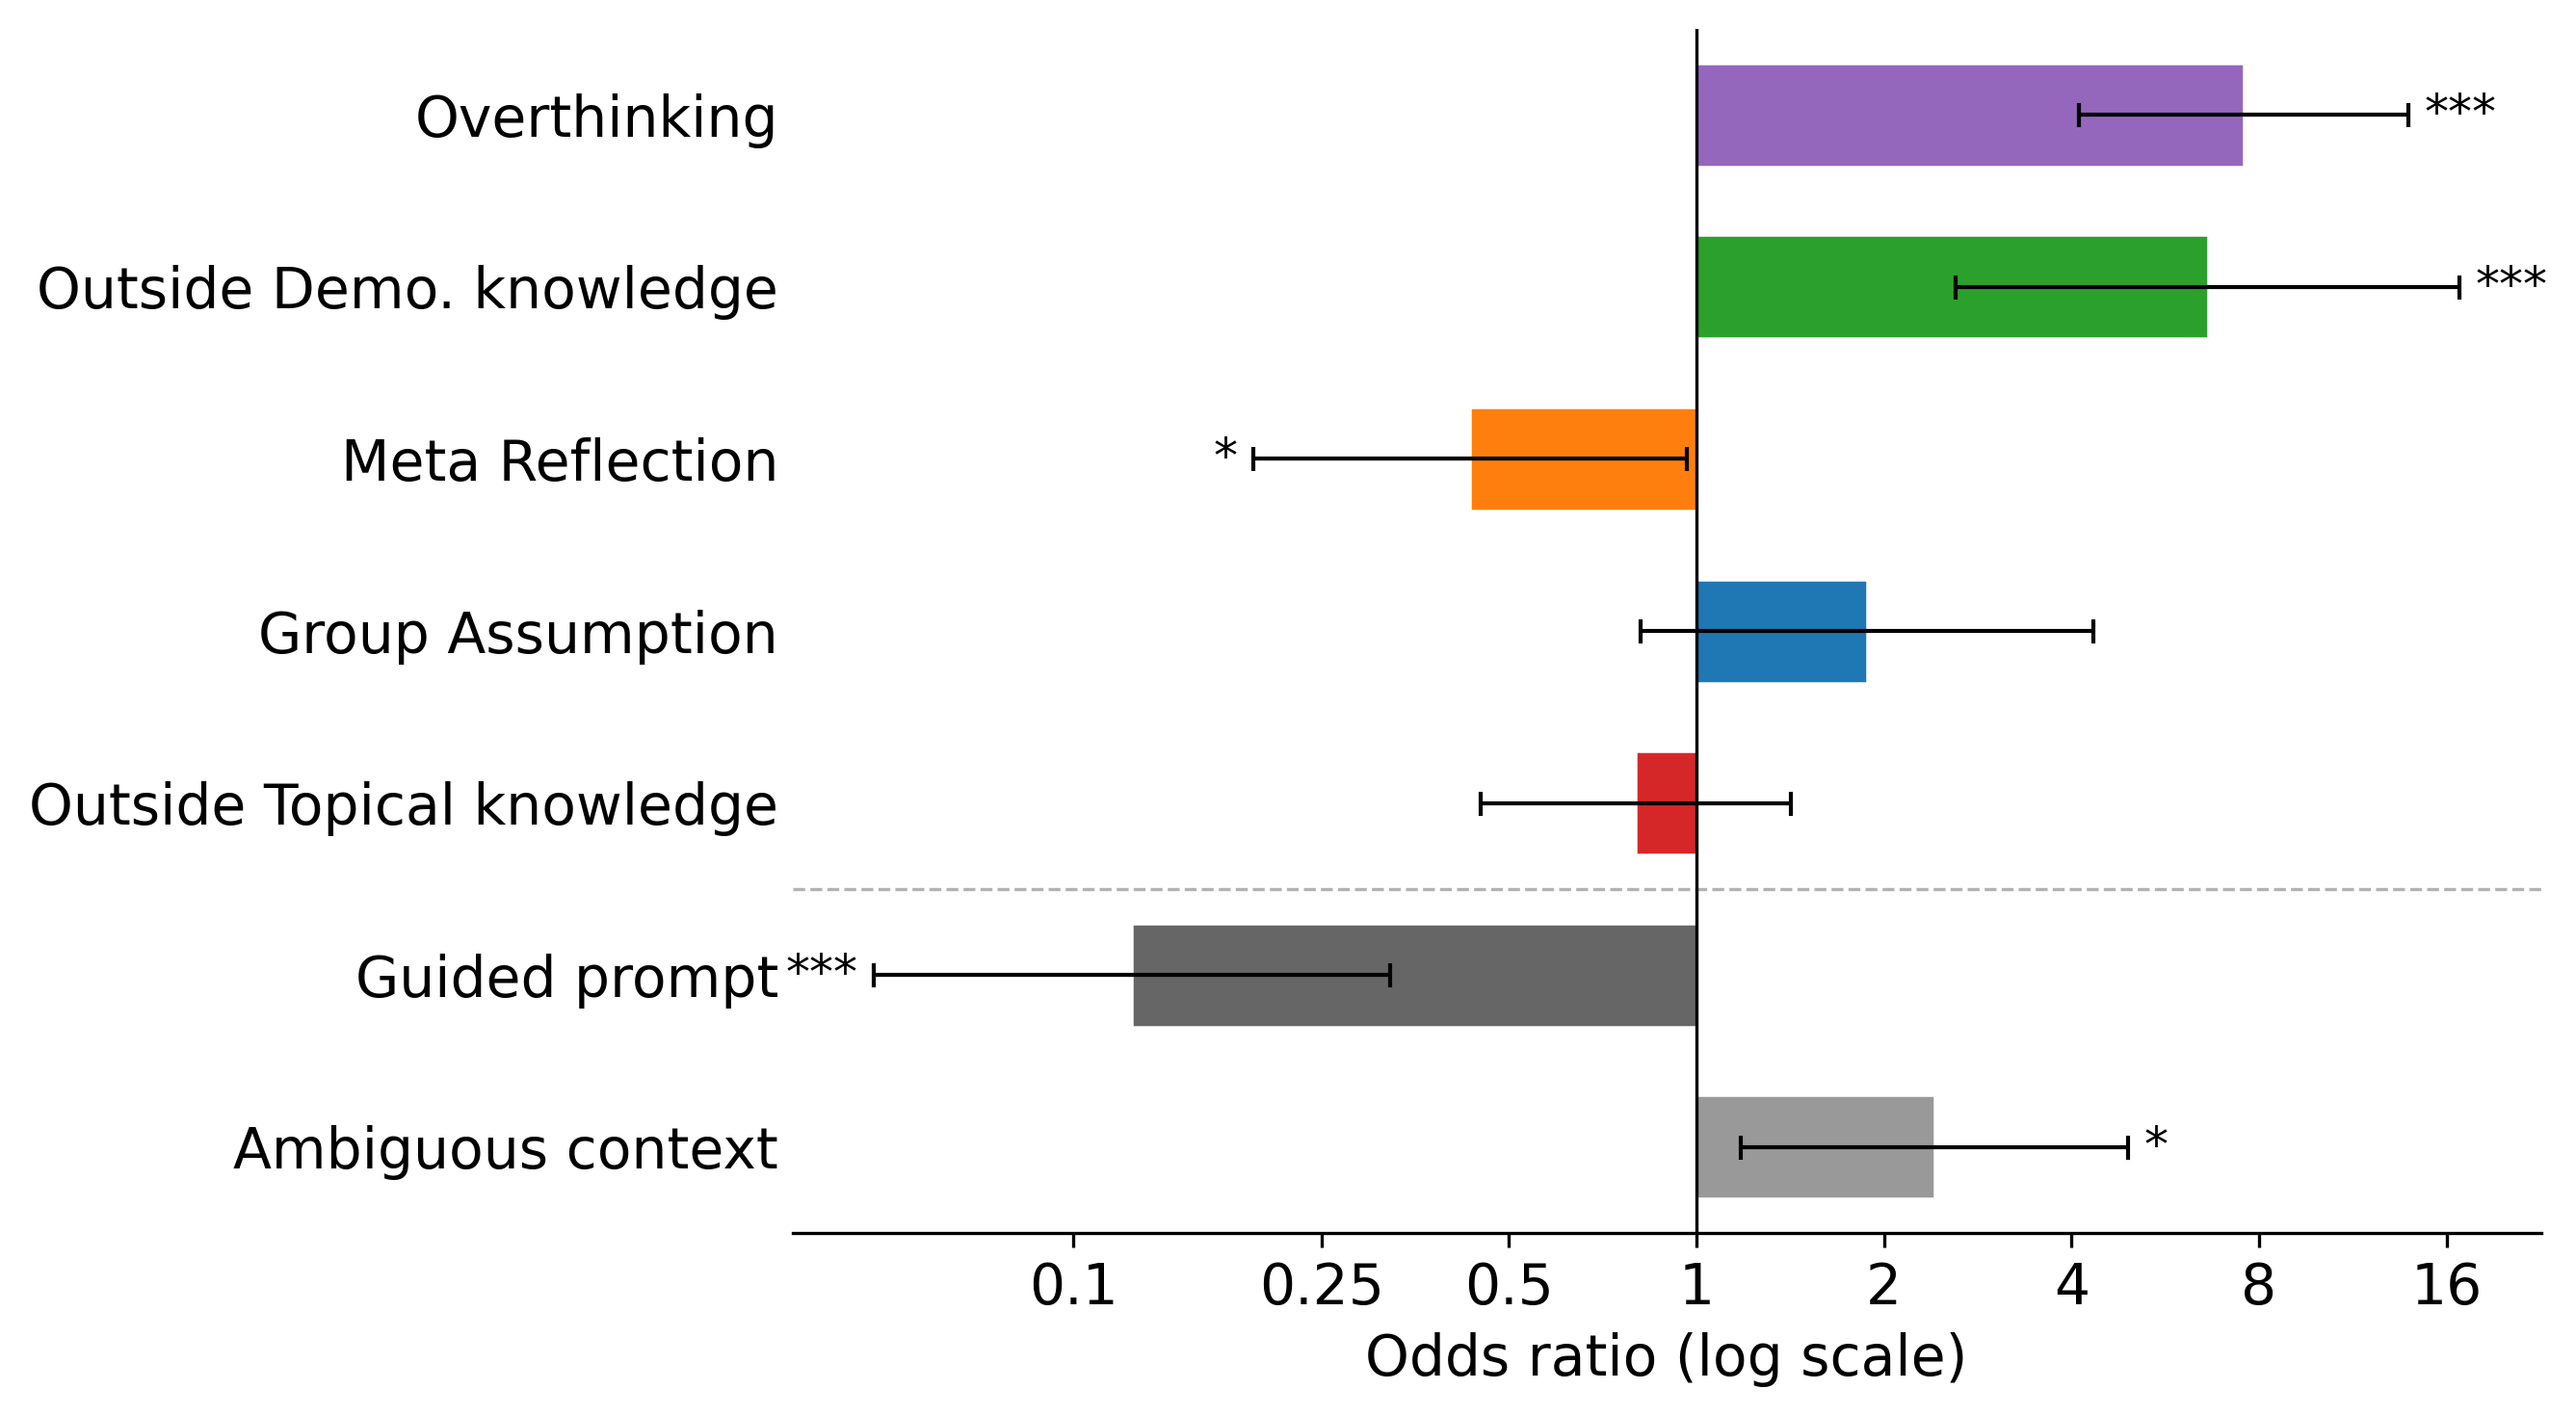 Overthinking
***
Outside Demo. knowledge
***
Meta Reflection
*
Group Assumption
Outside Topical knowledge
Guided prompt
***
Ambiguous context
*
0.1 0.25 0.5 1 2 4 8 16
Odds ratio (log scale)